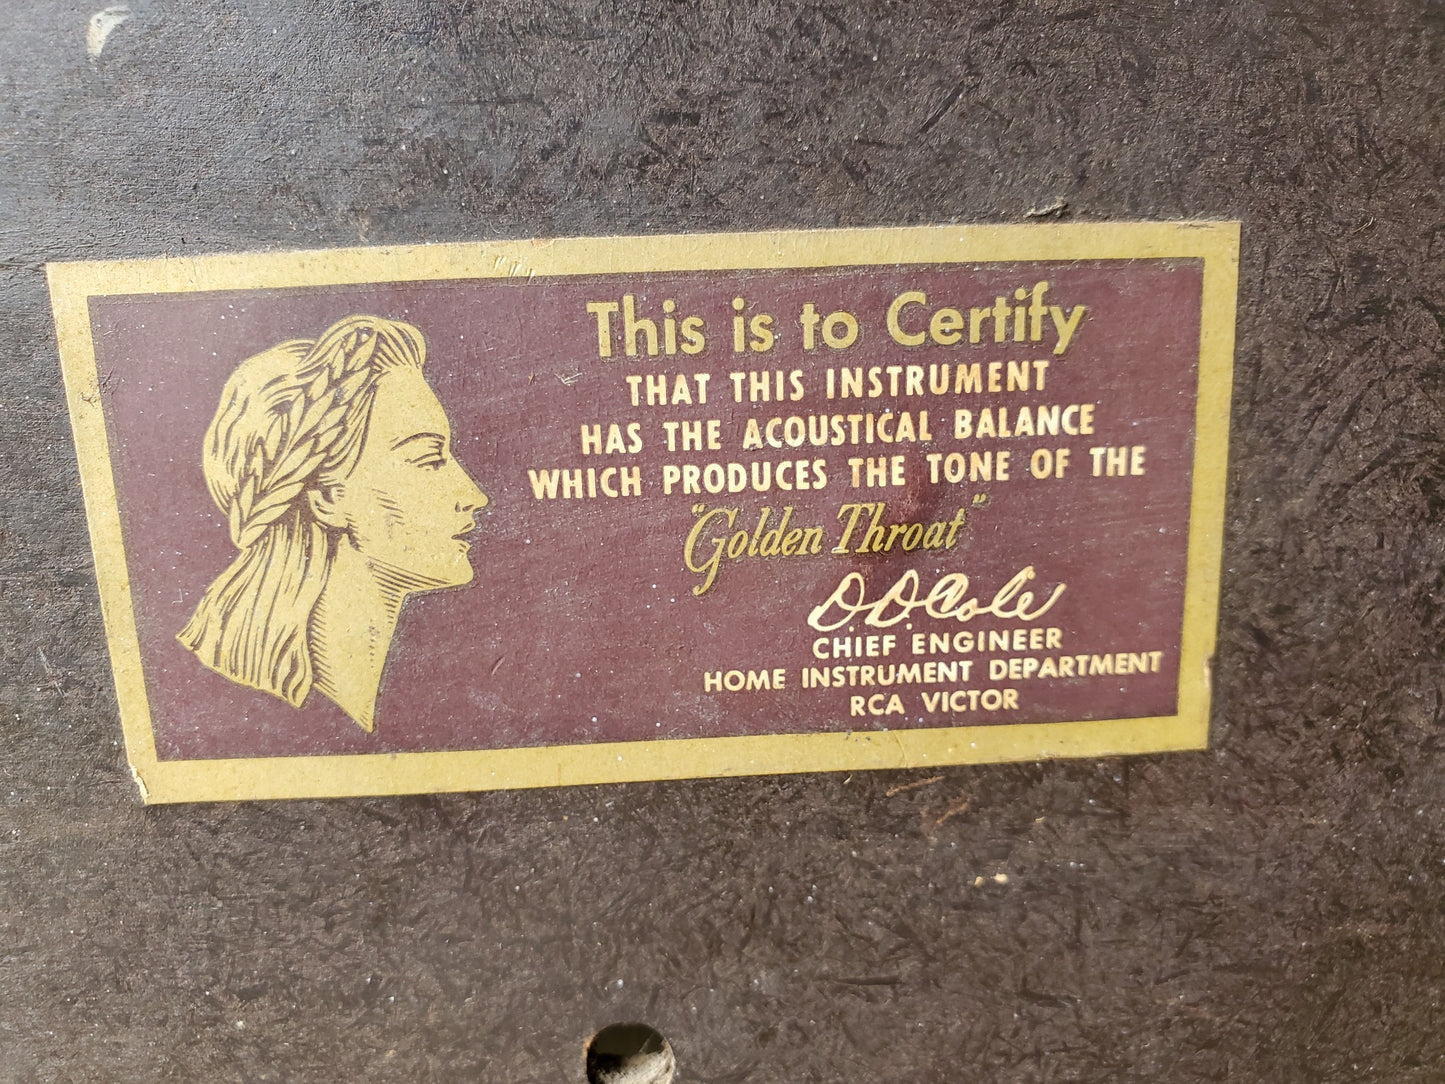 This is to Certify
THAT THIS INSTRUMENT
HAS THE ACOUSTICAL BALANCE
WHICH PRODUCES THE TONE OF THE
"Golden Throat"
D.D. Cole
CHIEF ENGINEER
HOME INSTRUMENT DEPARTMENT
RCA VICTOR